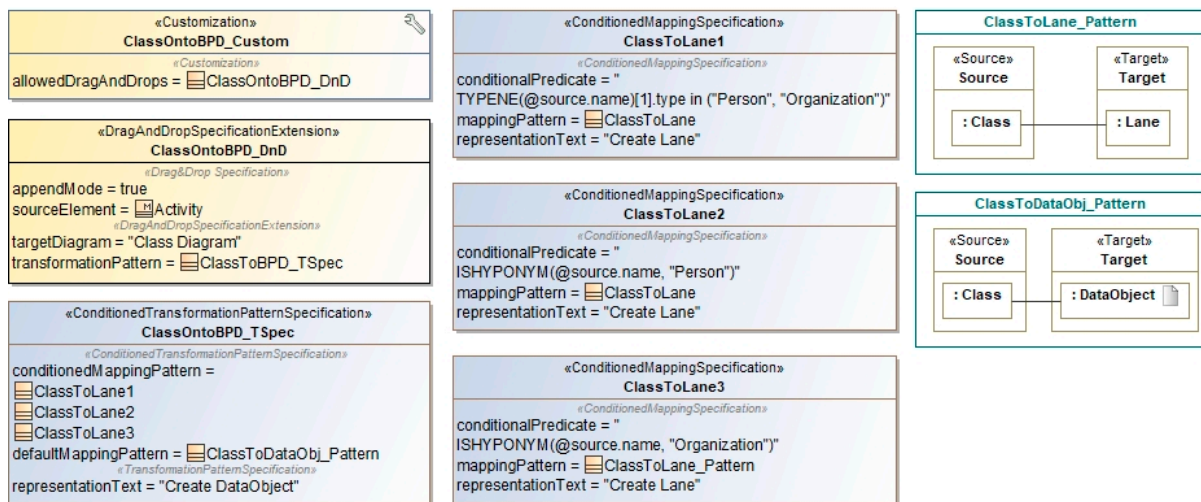 «Customization»
ClassOntoBPD_Custom
«Customization»
allowedDragAndDrops = ClassOntoBPD_DnD
«DragAndDropSpecificationExtension»
ClassOntoBPD_DnD
«Drag&Drop Specification»
appendMode = true
sourceElement = Activity
«DragAndDropSpecificationExtension»
targetDiagram = "Class Diagram"
transformationPattern = ClassToBPD_TSpec
«ConditionedTransformationPatternSpecification»
ClassOntoBPD_TSpec
«ConditionedTransformationPatternSpecification»
conditionedMappingPattern =
ClassToLane1
ClassToLane2
ClassToLane3
defaultMappingPattern = ClassToDataObj_Pattern
«TransformationPatternSpecification»
representationText = "Create DataObject"
«ConditionedMappingSpecification»
ClassToLane1
«ConditionedMappingSpecification»
conditionalPredicate = "
TYPENE(@source.name)[1].type in ("Person", "Organization")"
mappingPattern = ClassToLane
representationText = "Create Lane"
«ConditionedMappingSpecification»
ClassToLane2
«ConditionedMappingSpecification»
conditionalPredicate = "
ISHYPONYM(@source.name, "Person")"
mappingPattern = ClassToLane
representationText = "Create Lane"
«ConditionedMappingSpecification»
ClassToLane3
«ConditionedMappingSpecification»
conditionalPredicate = "
ISHYPONYM(@source.name, "Organization")"
mappingPattern = ClassToLane_Pattern
representationText = "Create Lane"
ClassToLane_Pattern
«Source»
Source
: Class
«Target»
Target
: Lane
ClassToDataObj_Pattern
«Source»
Source
: Class
«Target»
Target
: DataObject